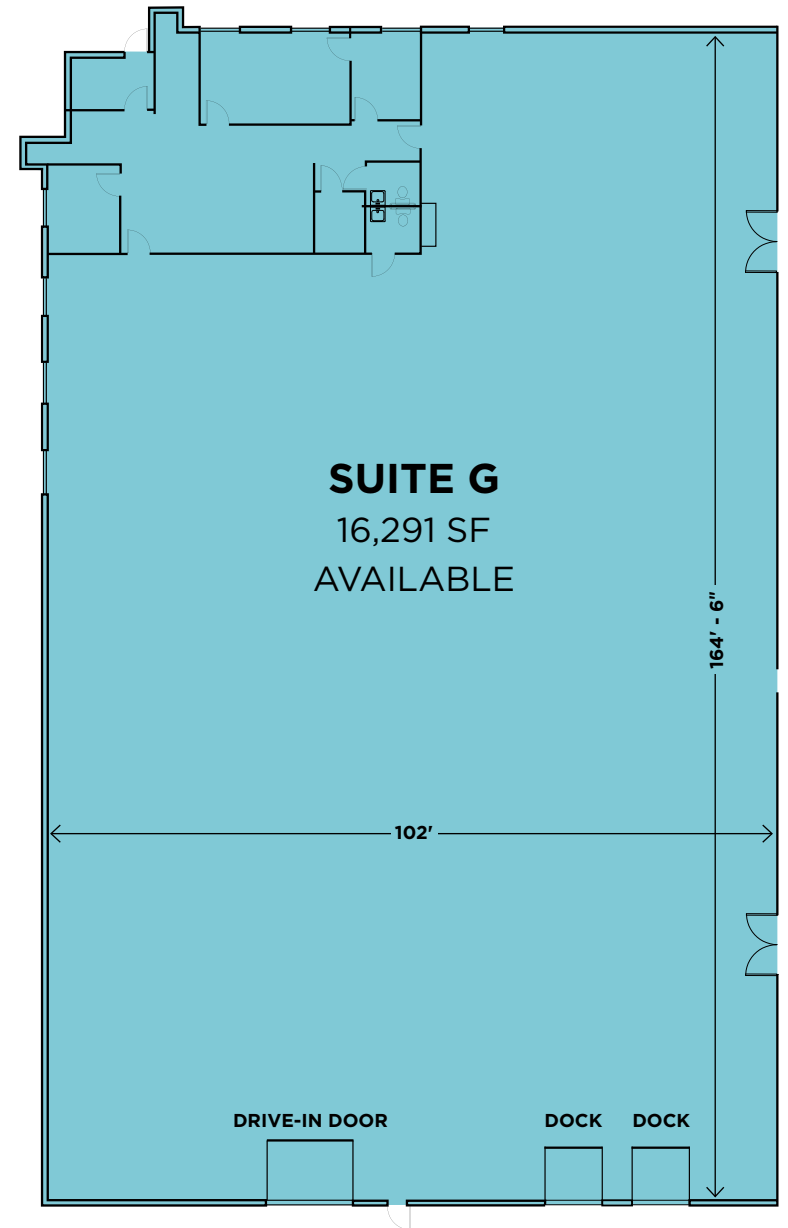 SUITE G
16,291 SF
AVAILABLE
164' - 6"
102'
DRIVE-IN DOOR
DOCK
DOCK